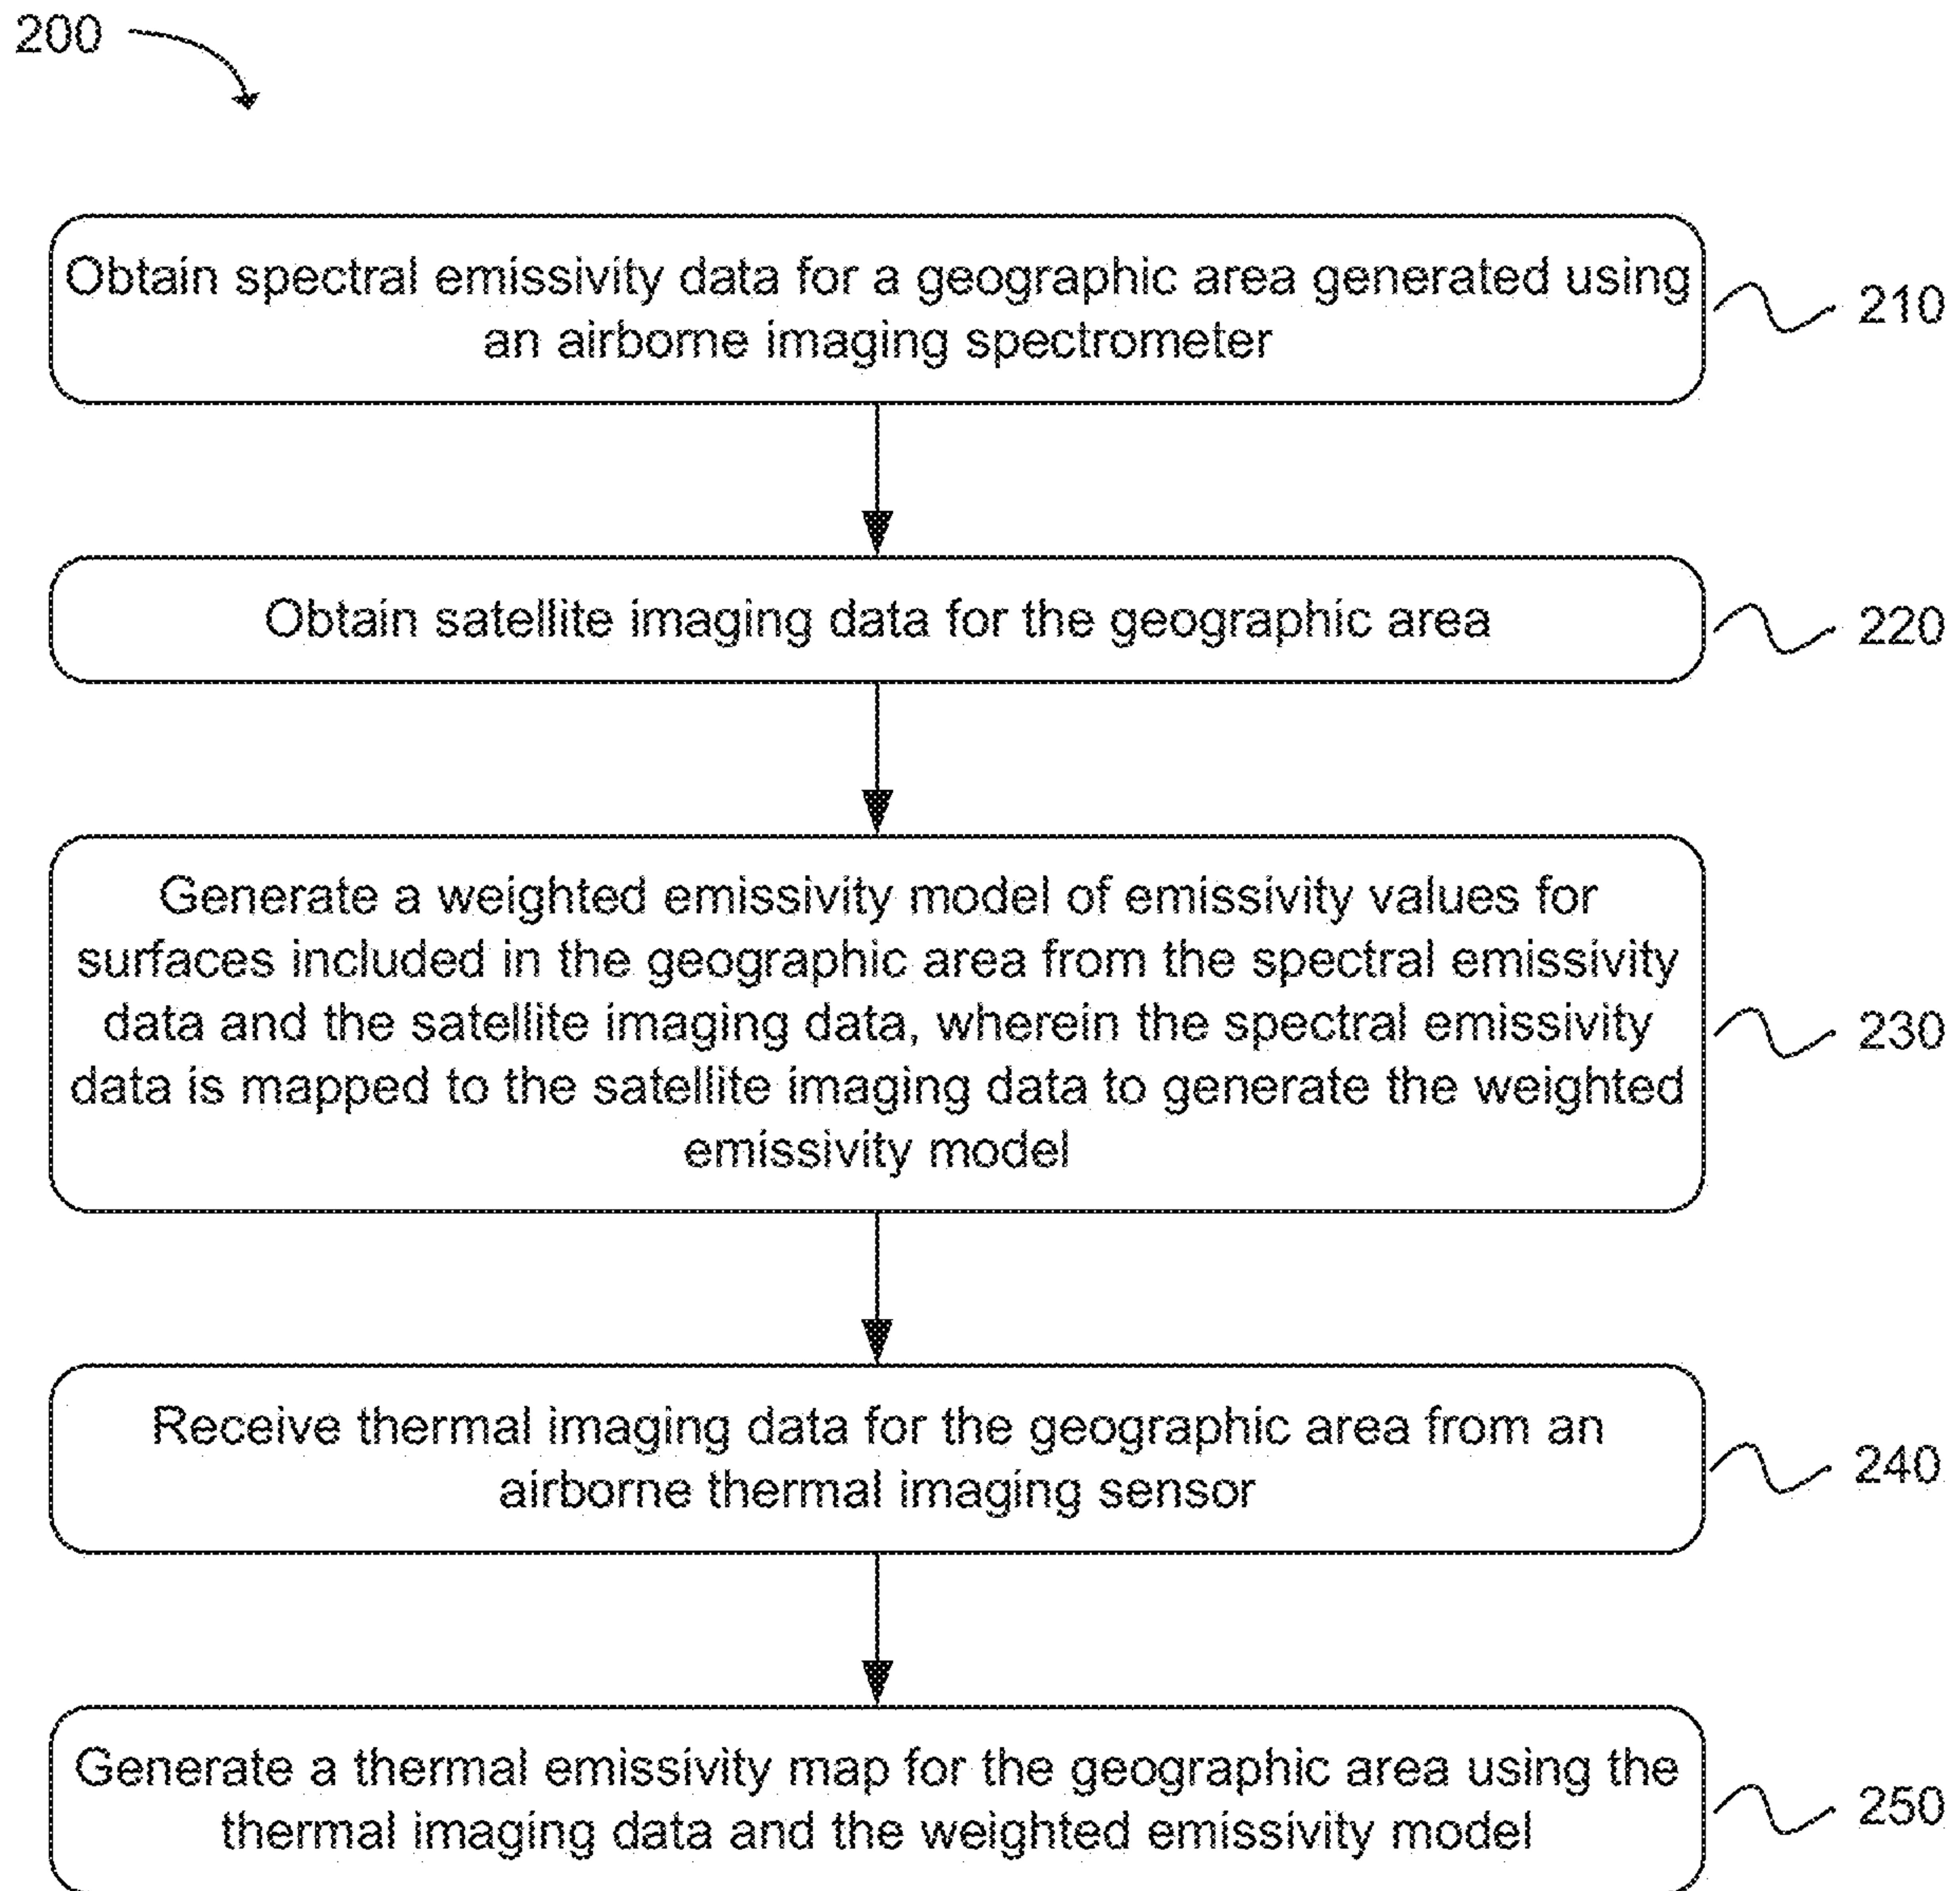 200
Obtain spectral emissivity data for a geographic area generated using
an airborne imaging spectrometer
210
Obtain satellite imaging data for the geographic area
220
Generate a weighted emissivity model of emissivity values for
surfaces included in the geographic area from the spectral emissivity
data and the satellite imaging data, wherein the spectral emissivity
data is mapped to the satellite imaging data to generate the weighted
emissivity model
230
Receive thermal imaging data for the geographic area from an
airborne thermal imaging sensor
240
Generate a thermal emissivity map for the geographic area using the
thermal imaging data and the weighted emissivity model
250